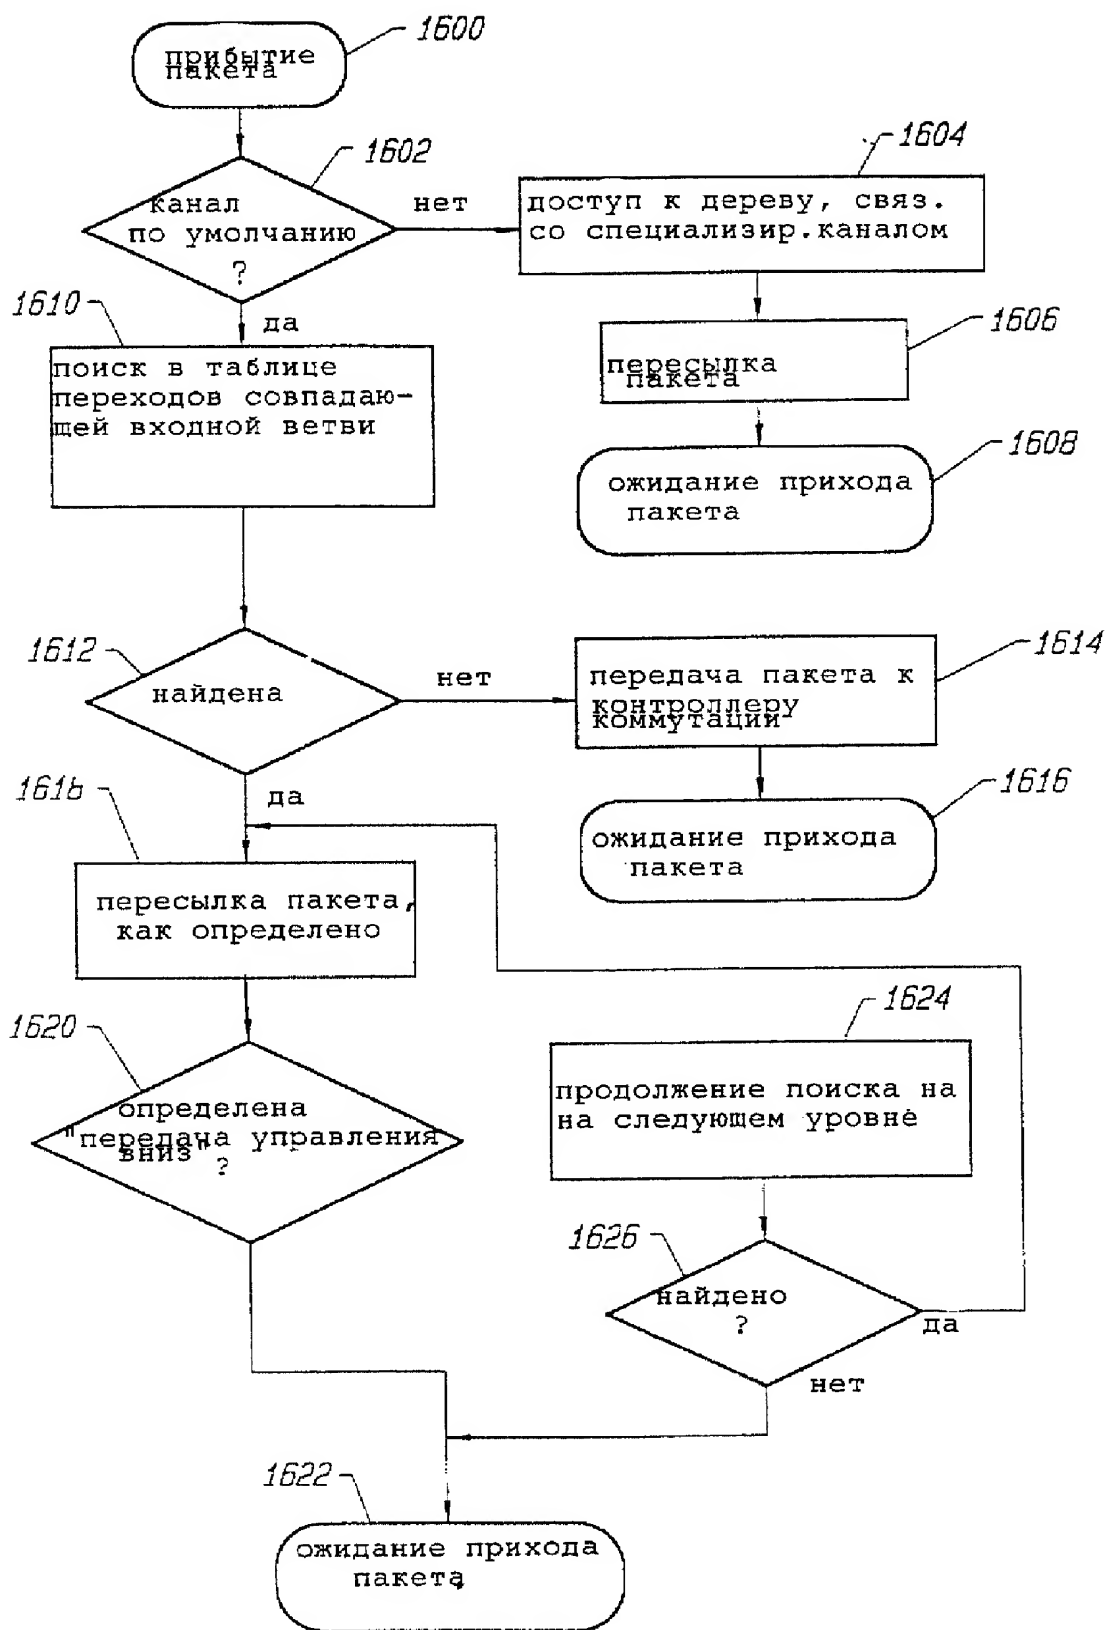 1600
прибытие
пакета
1602
канал
по умолчанию
?
нет
1604
доступ к дереву, связ.
со специализир.каналом
1606
пересылка
пакета
1608
ожидание прихода
пакета
да
1610
поиск в таблице
переходов совпадаю-
щей входной ветви
1612
найдена
нет
1614
передача пакета к
контроллеру
коммутации
1616
ожидание прихода
пакета
да
1618
пересылка пакета,
как определено
1620
определена
"передача управления
вниз" ?
1624
продолжение поиска на
на следующем уровне
1626
найдено
?
да
нет
1622
ожидание прихода
пакета